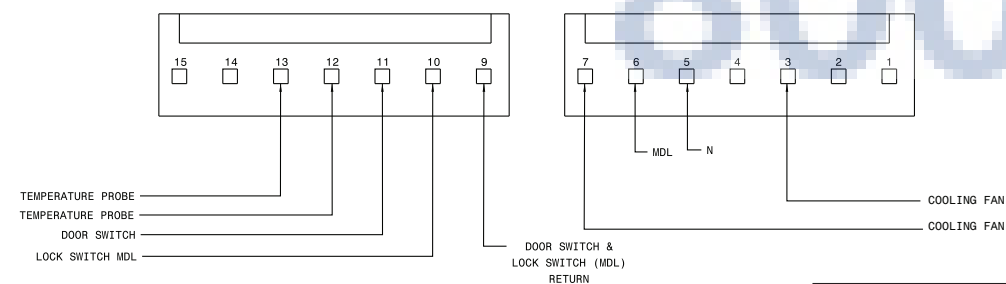 15 14 13 12 11 10 9
7 6 5 4 3 2 1
MDL
N
TEMPERATURE PROBE
TEMPERATURE PROBE
DOOR SWITCH
LOCK SWITCH MDL
DOOR SWITCH &
LOCK SWITCH (MDL)
RETURN
COOLING FAN
COOLING FAN